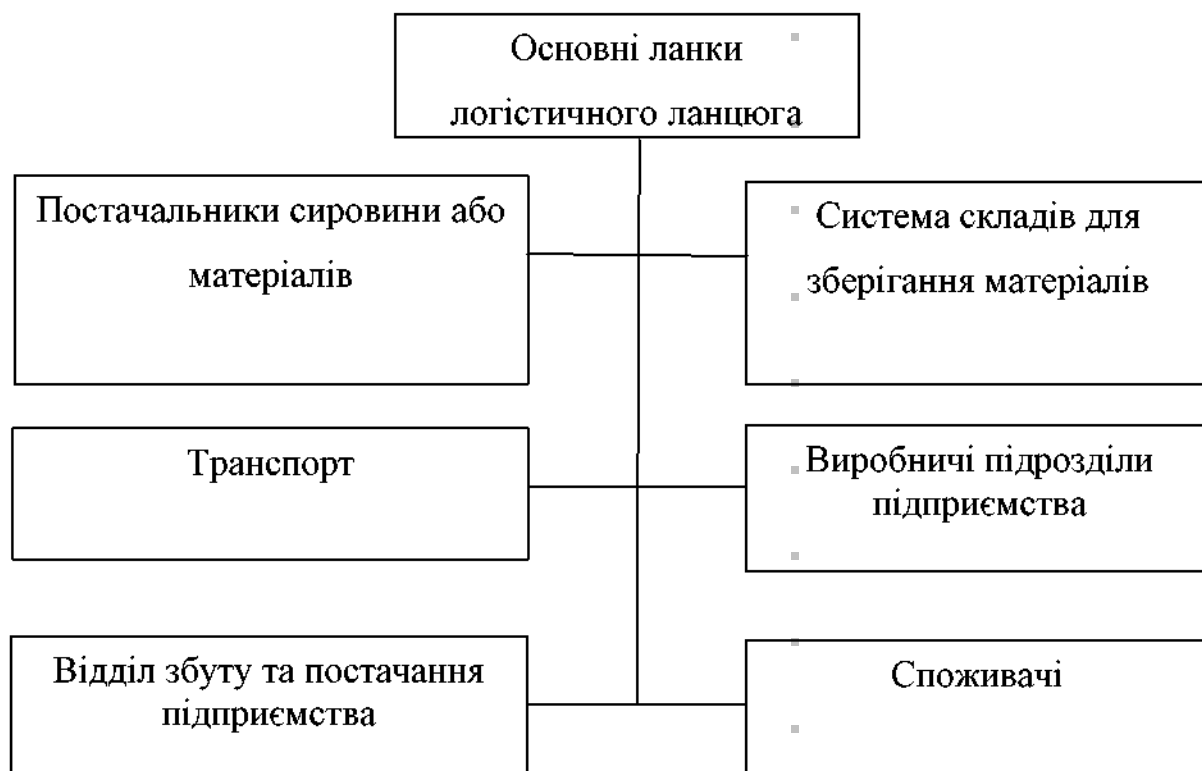 Основні ланки
логістичного ланцюга
Постачальники сировини або
матеріалів
Система складів для
зберігання матеріалів
Транспорт
Виробничі підрозділи
підприємства
Відділ збуту та постачання
підприємства
Споживачі